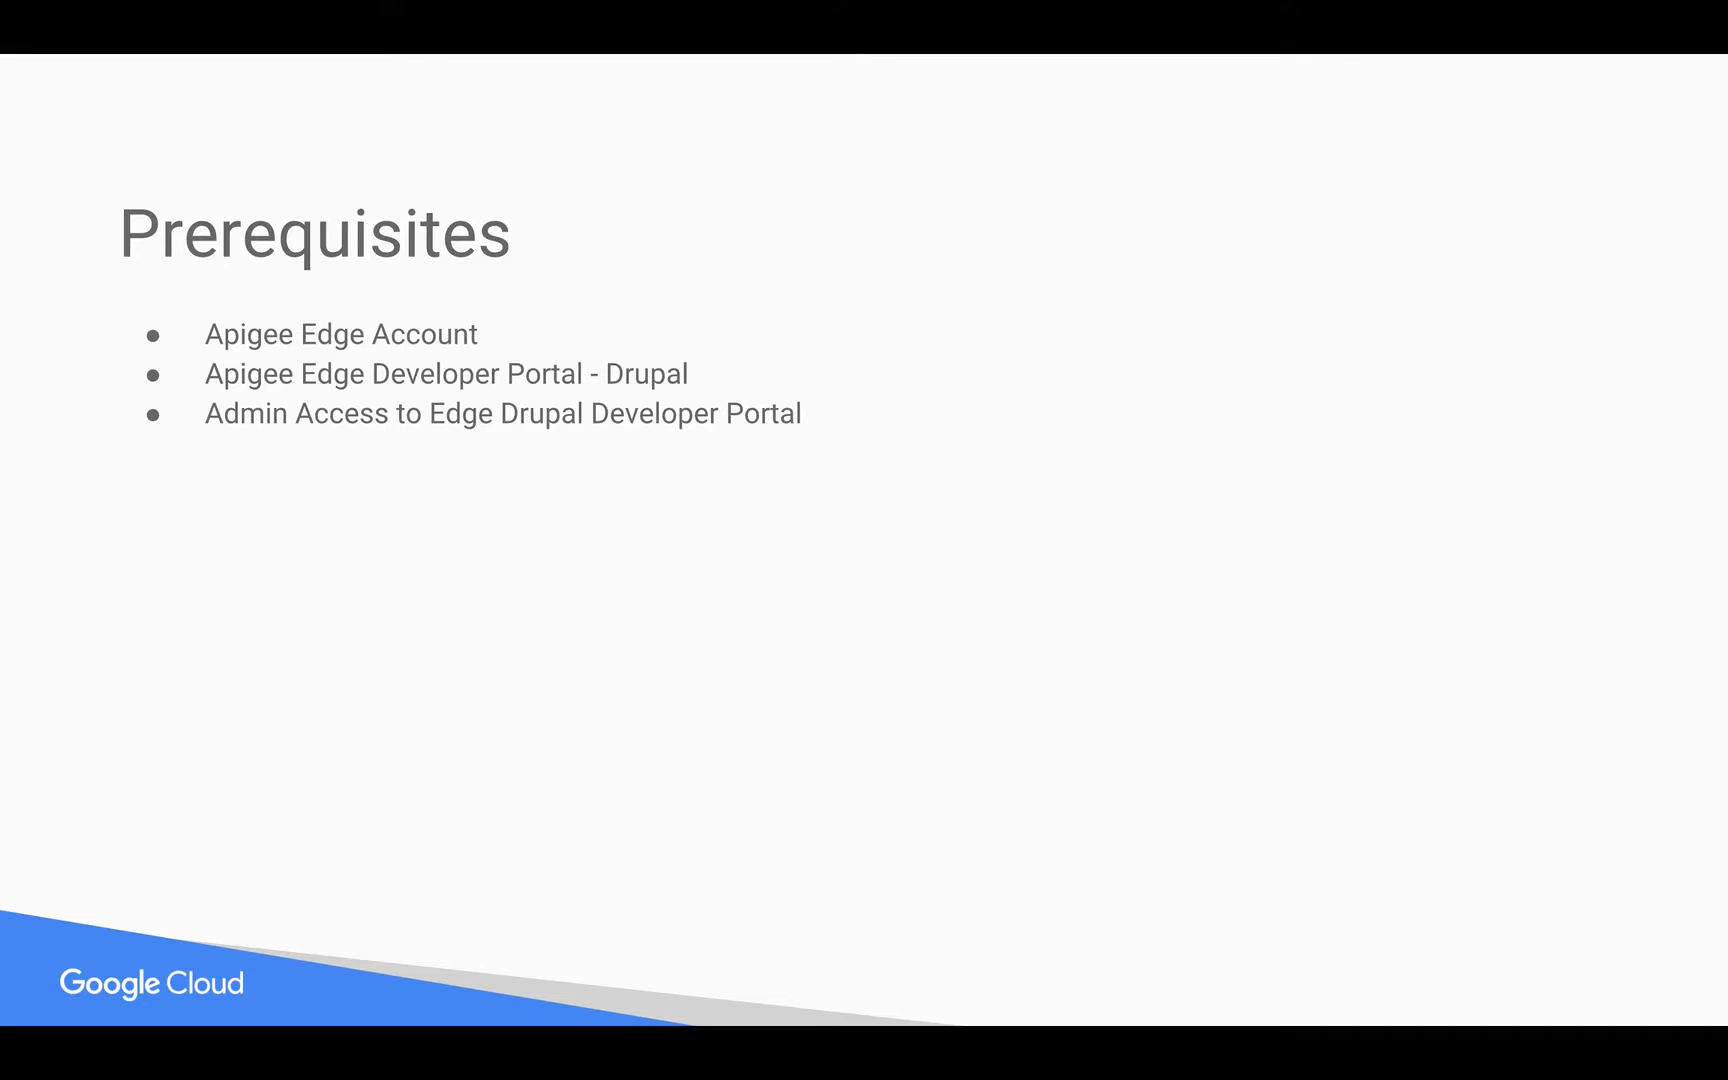 Prerequisites
● Apigee Edge Account
● Apigee Edge Developer Portal - Drupal
● Admin Access to Edge Drupal Developer Portal
Google Cloud